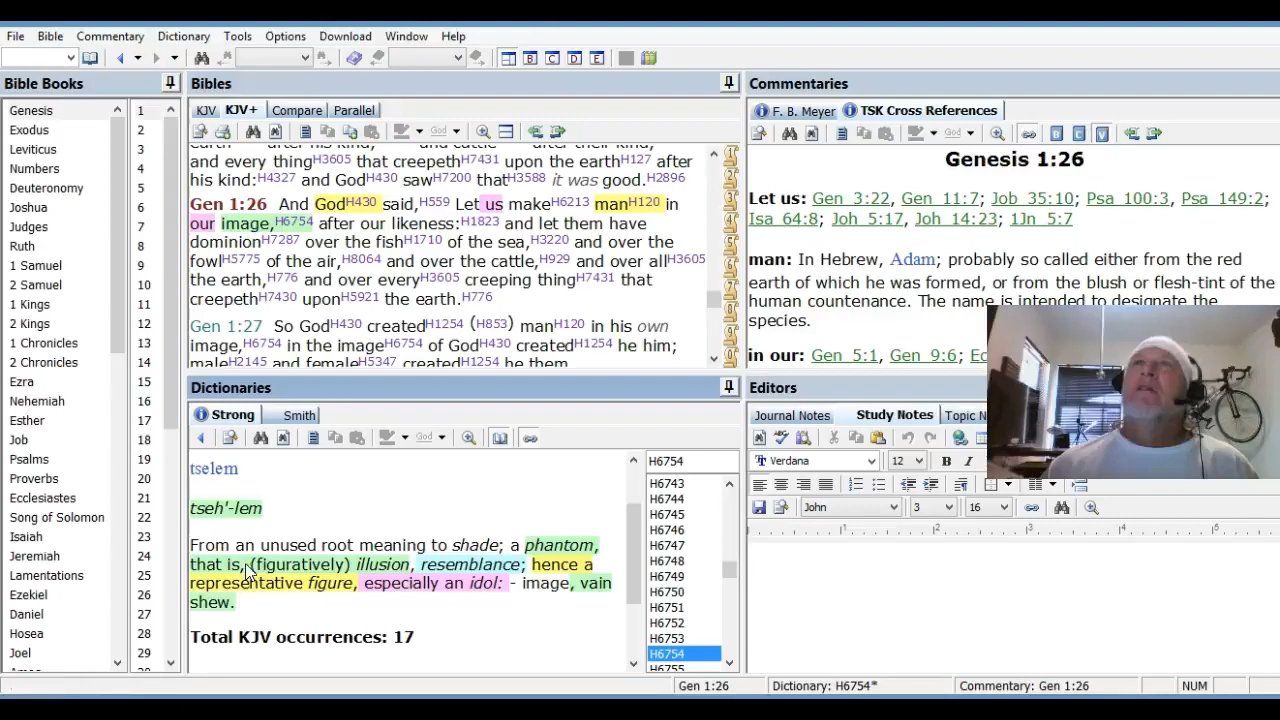 File Bible Commentary Dictionary Tools Options Download Window Help
B C D E
Bible Books
Genesis
Exodus
Leviticus
Numbers
Deuteronomy
Joshua
Judges
Ruth
1 Samuel
2 Samuel
1 Kings
2 Kings
1 Chronicles
2 Chronicles
Ezra
Nehemiah
Esther
Job
Psalms
Proverbs
Ecclesiastes
Song of Solomon
Isaiah
Jeremiah
Lamentations
Ezekiel
Daniel
Hosea
Joel
1
2
3
4
5
6
7
8
9
10
11
12
13
14
15
16
17
18
19
20
21
22
23
24
25
26
27
28
29
Bibles
KJV KJV+ Compare Parallel
God
and every thingH3605 that creepethH7431 upon the earthH127 after
his kind:H4327 and GodH430 sawH7200 thatH3588 it was good.H2896
Gen 1:26 And GodH430 said,H559 Let us makeH6213 manH120 in
our image,H6754 after our likeness:H1823 and let them have
dominionH7287 over the fishH1710 of the sea,H3220 and over the
fowlH5775 of the air,H8064 and over the cattle,H929 and over allH3605
the earth,H776 and over everyH3605 creeping thingH7431 that
creepethH7430 uponH5921 the earth.H776
Gen 1:27 So GodH430 createdH1254 (H853) manH120 in his own
image,H6754 in the imageH6754 of GodH430 createdH1254 he him;
maleH2145 and femaleH5347 createdH1254 he them
Dictionaries
Strong Smith
God
tselem
tseh'-lem
From an unused root meaning to shade; a phantom,
that is, (figuratively) illusion, resemblance; hence a
representative figure, especially an idol: - image, vain
shew.
Total KJV occurrences: 17
H6754
H6743
H6744
H6745
H6746
H6747
H6748
H6749
H6750
H6751
H6752
H6753
H6754
H6755
Commentaries
F. B. Meyer TSK Cross References
God B C V
Genesis 1:26
Let us: Gen 3:22, Gen 11:7; Job 35:10; Psa 100:3, Psa 149:2;
Isa 64:8; Joh 5:17, Joh 14:23; 1Jn 5:7
man: In Hebrew, Adam; probably so called either from the red
earth of which he was formed, or from the blush or flesh-tint of the
human countenance. The name is intended to designate the
species.
in our: Gen 5:1, Gen 9:6;
Editors
Journal Notes Study Notes Topic N
Verdana 12 B I
John 3 16
1 2 3 4 5
Gen 1:26 Dictionary: H6754* Commentary: Gen 1:26 NUM